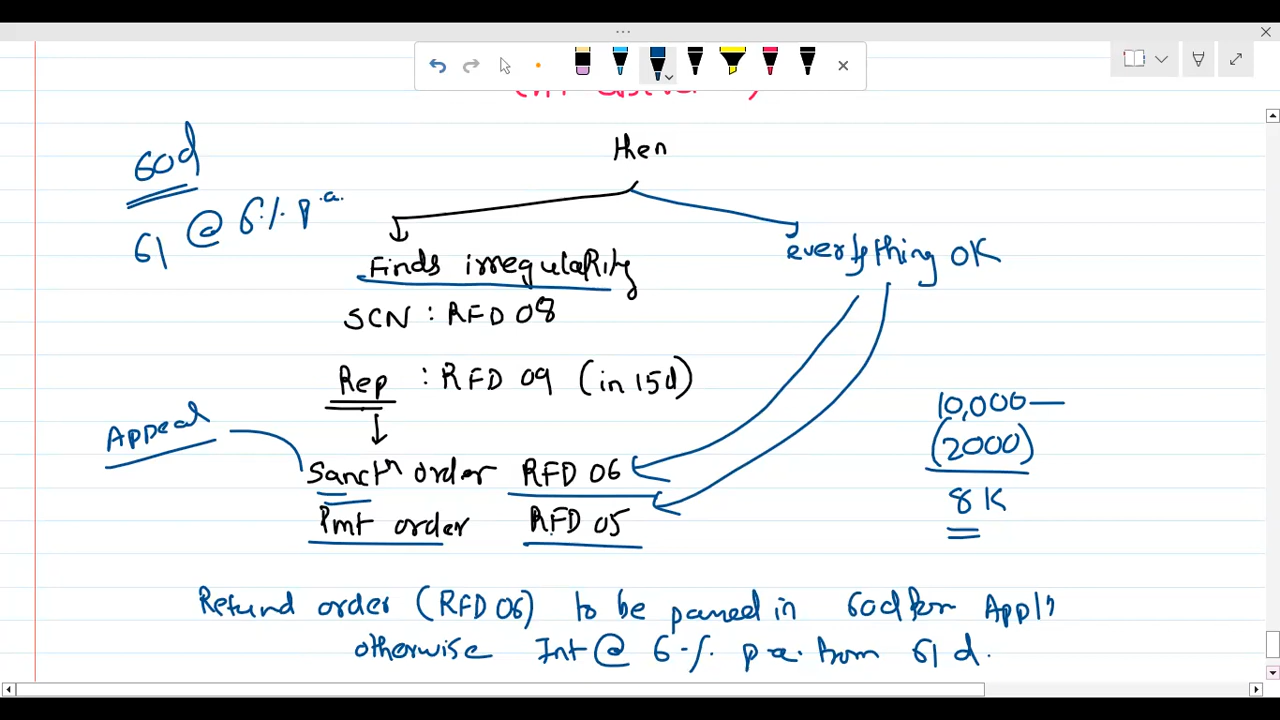 60d
then
61 @ 6% p.a.
Finds irregularity
everything OK
SCN : RFD 08
Rep : RFD 09 (in 15d)
10,000
Appeal
(2000)
Sanctn order RFD 06
8K
Pmt order RFD 05
Refund order (RFD 06) to be passed in 60d from Appln
otherwise Int @ 6% pa. from 61 d.